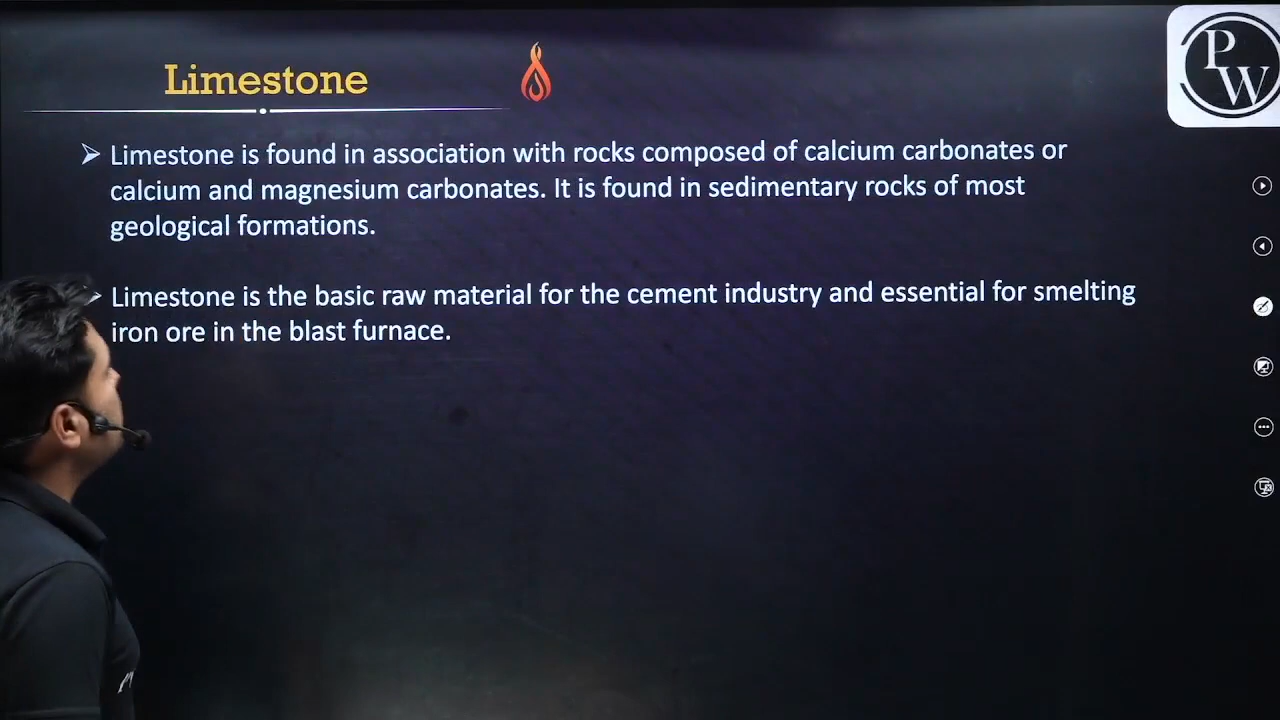 Limestone
PW
➢ Limestone is found in association with rocks composed of calcium carbonates or
calcium and magnesium carbonates. It is found in sedimentary rocks of most
geological formations.
➢ Limestone is the basic raw material for the cement industry and essential for smelting
iron ore in the blast furnace.